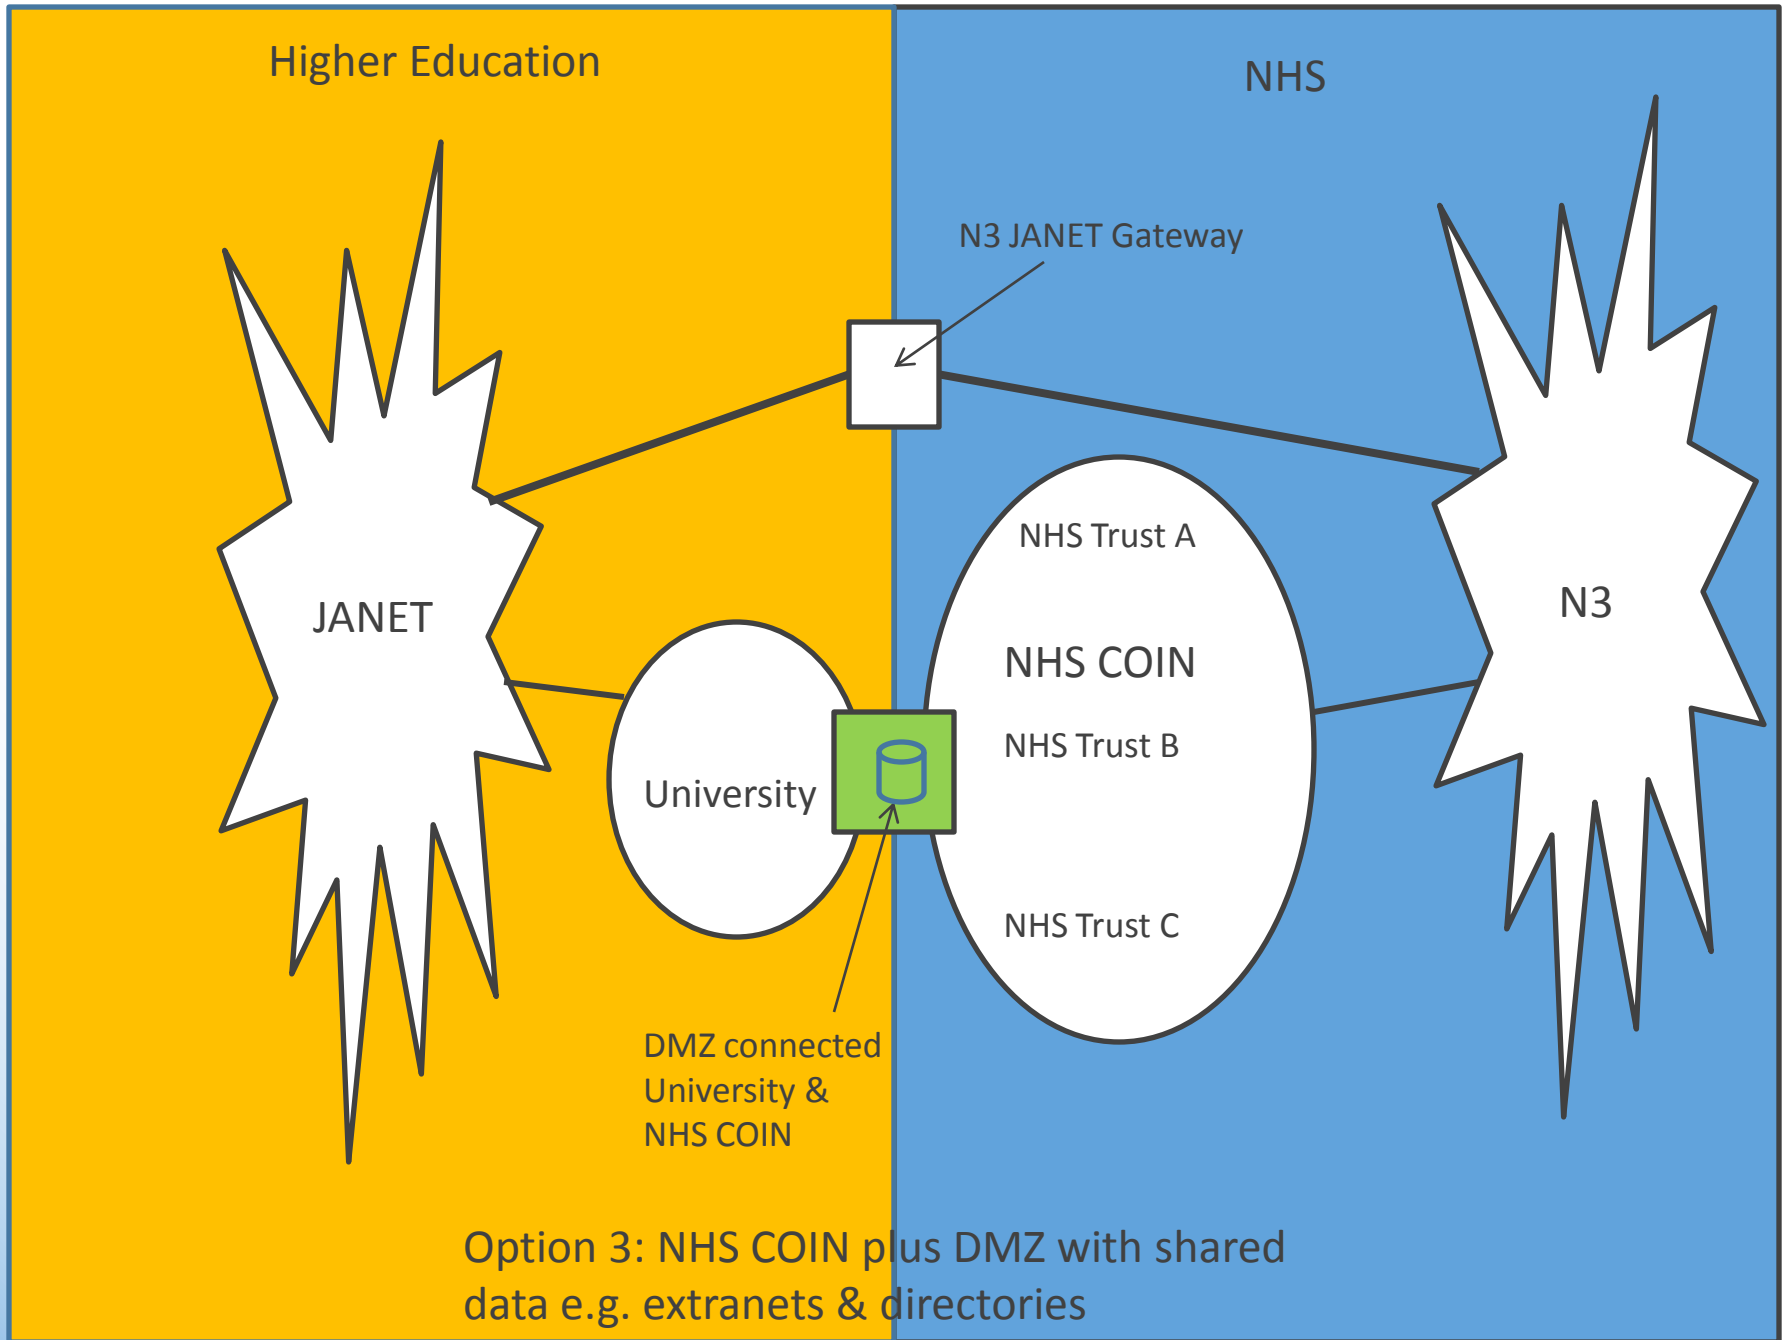 Higher Education
NHS
N3 JANET Gateway
NHS Trust A
JANET
N3
NHS COIN
NHS Trust B
University
NHS Trust C
DMZ connected
University &
NHS COIN
Option 3: NHS COIN plus DMZ with shared
data e.g. extranets & directories